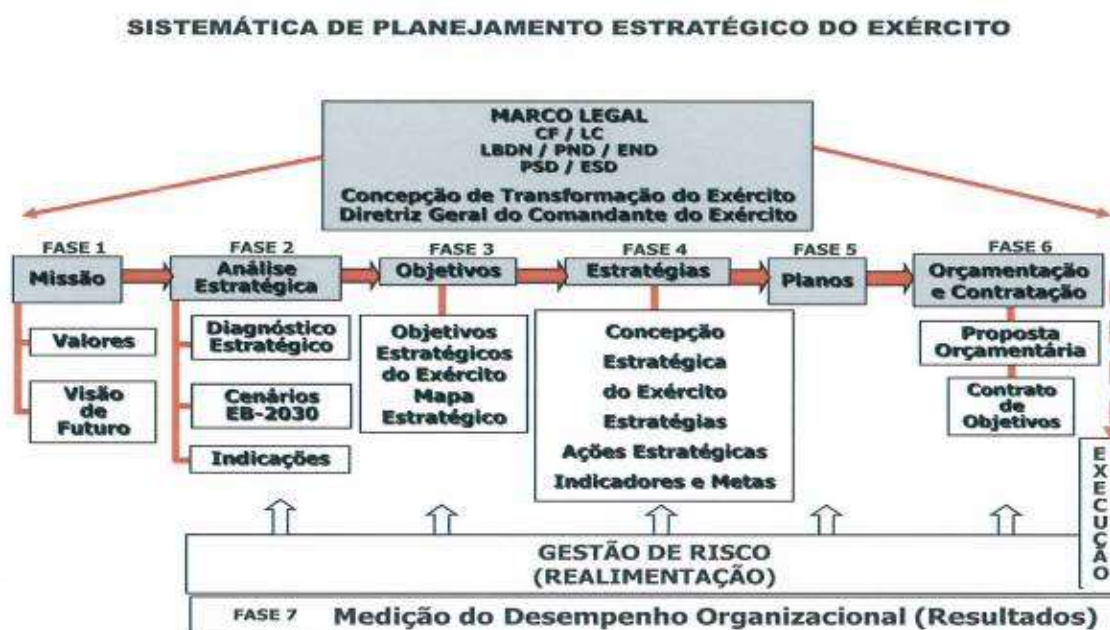 SISTEMÁTICA DE PLANEJAMENTO ESTRATÉGICO DO EXÉRCITO
MARCO LEGAL
CF / LC
LBDN / PND / END
PSD / ESD
Concepção de Transformação do Exército
Diretriz Geral do Comandante do Exército
FASE 1
Missão
Valores
Visão
de
Futuro
FASE 2
Análise
Estratégica
Diagnóstico
Estratégico
Cenários
EB-2030
Indicações
FASE 3
Objetivos
Objetivos
Estratégicos
do Exército
Mapa
Estratégico
FASE 4
Estratégias
Concepção
Estratégica
do Exército
Estratégias
Ações Estratégicas
Indicadores e Metas
FASE 5
Planos
FASE 6
Orçamentação
e Contratação
Proposta
Orçamentária
Contrato
de
Objetivos
EXECUÇÃO
GESTÃO DE RISCO
(REALIMENTAÇÃO)
FASE 7 Medição do Desempenho Organizacional (Resultados)